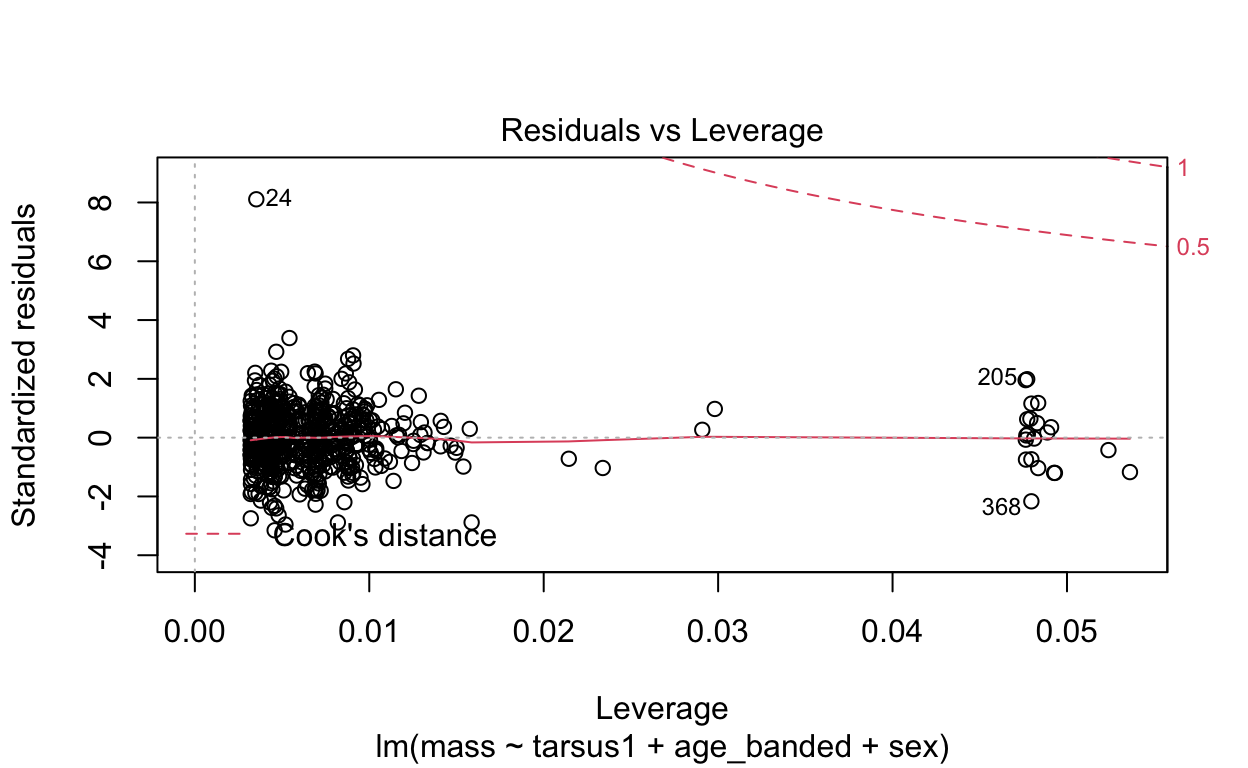 Residuals vs Leverage
Standardized residuals
8
6
4
2
0
-2
-4
24
205
368
1
0.5
Cook's distance
0.00 0.01 0.02 0.03 0.04 0.05
Leverage
lm(mass ~ tarsus1 + age_banded + sex)